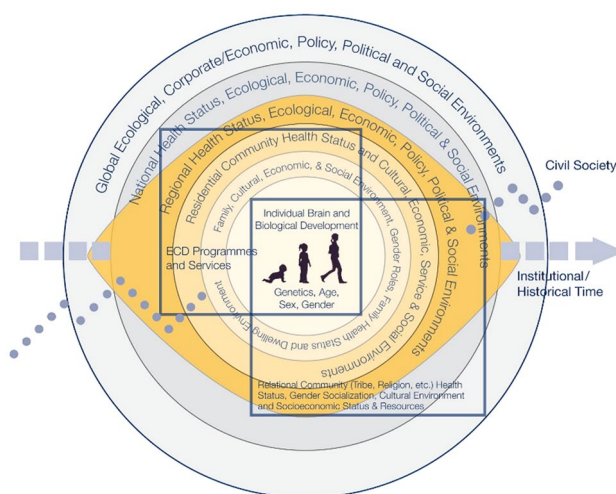 Global Ecological, Corporate/Economic, Policy, Political and Social Environments
National Health Status, Ecological, Economic, Policy, Political & Social Environments
Regional Health Status, Ecological, Economic, Policy, Political & Social Environments
Residential Community Health Status and Cultural, Economic, Service & Social Environments
Family, Cultural, Economic, & Social Environment, Gender Roles, Family Health Status and Dwelling Environment
Civil Society
Individual Brain and
Biological Development
ECD Programmes
and Services
Institutional/
Historical Time
Genetics, Age,
Sex, Gender
Relational Community (Tribe, Religion, etc.) Health
Status, Gender Socialization, Cultural Environment
and Socioeconomic Status & Resources